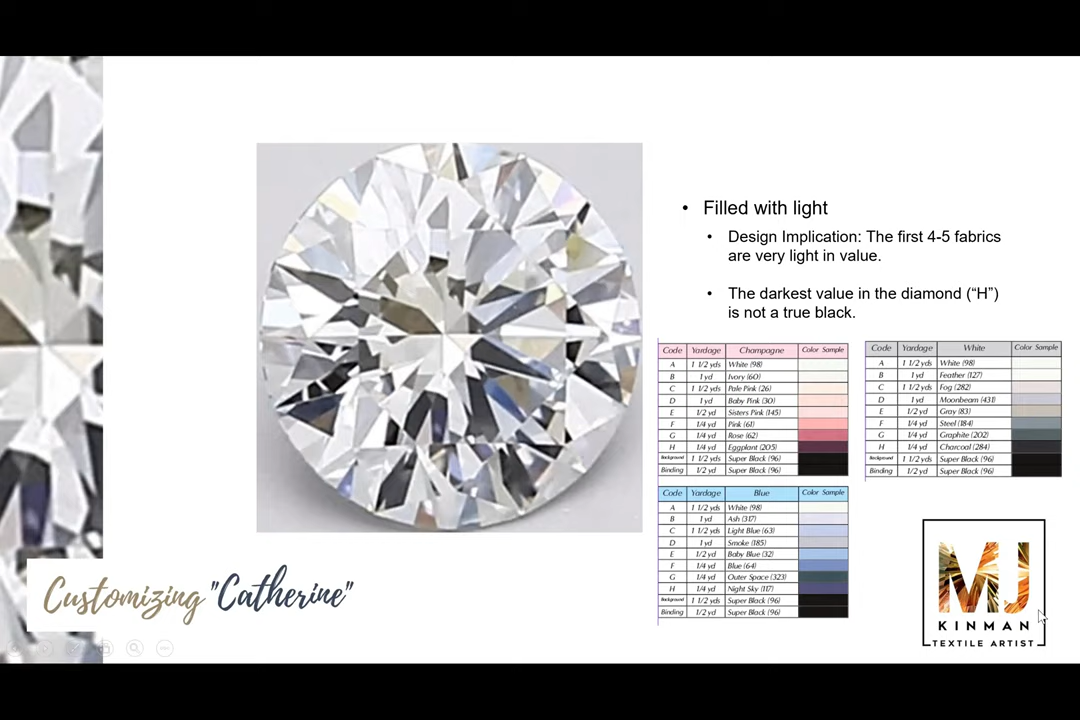 • Filled with light
• Design Implication: The first 4-5 fabrics
are very light in value.
• The darkest value in the diamond (“H”)
is not a true black.
Code Yardage Champagne Color Sample
A 1 1/2 yds White (98)
B 1 yd Ivory (60)
C 1 1/2 yds Pale Pink (26)
D 1 yd Baby Pink (30)
E 1/2 yd Sisters Pink (145)
F 1/4 yd Pink (61)
G 1/4 yd Rose (62)
H 1/4 yd Eggplant (205)
Background 1 1/2 yds Super Black (96)
Binding 1/2 yd Super Black (96)
Code Yardage White Color Sample
A 1 1/2 yds White (98)
B 1 yd Feather (127)
C 1 1/2 yds Fog (282)
D 1 yd Moonbeam (431)
E 1/2 yd Gray (83)
F 1/4 yd Steel (184)
G 1/4 yd Graphite (202)
H 1/4 yd Charcoal (284)
Background 1 1/2 yds Super Black (96)
Binding 1/2 yd Super Black (96)
Code Yardage Blue Color Sample
A 1 1/2 yds White (98)
B 1 yd Ash (317)
C 1 1/2 yds Light Blue (63)
D 1 yd Smoke (185)
E 1/2 yd Baby Blue (32)
F 1/4 yd Blue (64)
G 1/4 yd Outer Space (323)
H 1/4 yd Night Sky (117)
Background 1 1/2 yds Super Black (96)
Binding 1/2 yd Super Black (96)
Customizing "Catherine"
MJ
KINMAN
TEXTILE ARTIST